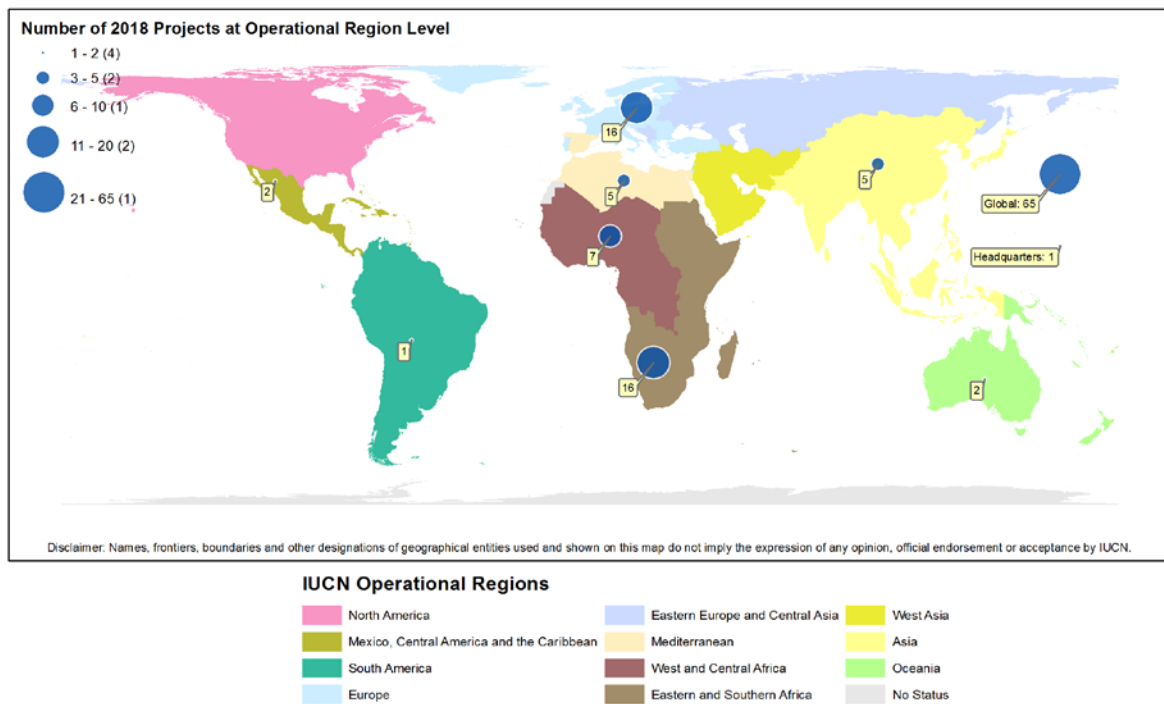 Number of 2018 Projects at Operational Region Level
1 - 2 (4)
3 - 5 (2)
6 - 10 (1)
11 - 20 (2)
21 - 65 (1)
16
2
5
5
Global: 65
7
Headquarters: 1
1
16
2
Disclaimer: Names, frontiers, boundaries and other designations of geographical entities used and shown on this map do not imply the expression of any opinion, official endorsement or acceptance by IUCN.
IUCN Operational Regions
North America
Mexico, Central America and the Caribbean
South America
Europe
Eastern Europe and Central Asia
Mediterranean
West and Central Africa
Eastern and Southern Africa
West Asia
Asia
Oceania
No Status